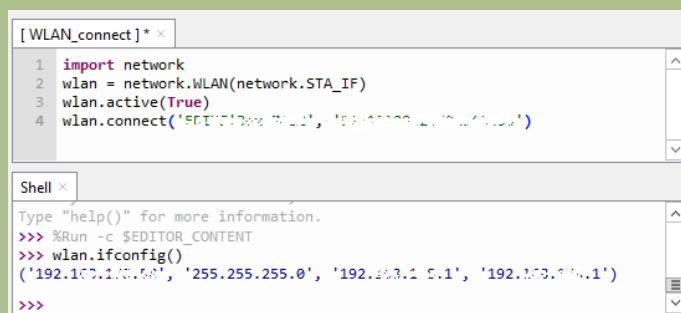 [ WLAN_connect ] *
1 import network
2 wlan = network.WLAN(network.STA_IF)
3 wlan.active(True)
4 wlan.connect('
Shell
Type "help()" for more information.
>>> %Run -c $EDITOR_CONTENT
>>> wlan.ifconfig()
'255.255.255.0',
>>>